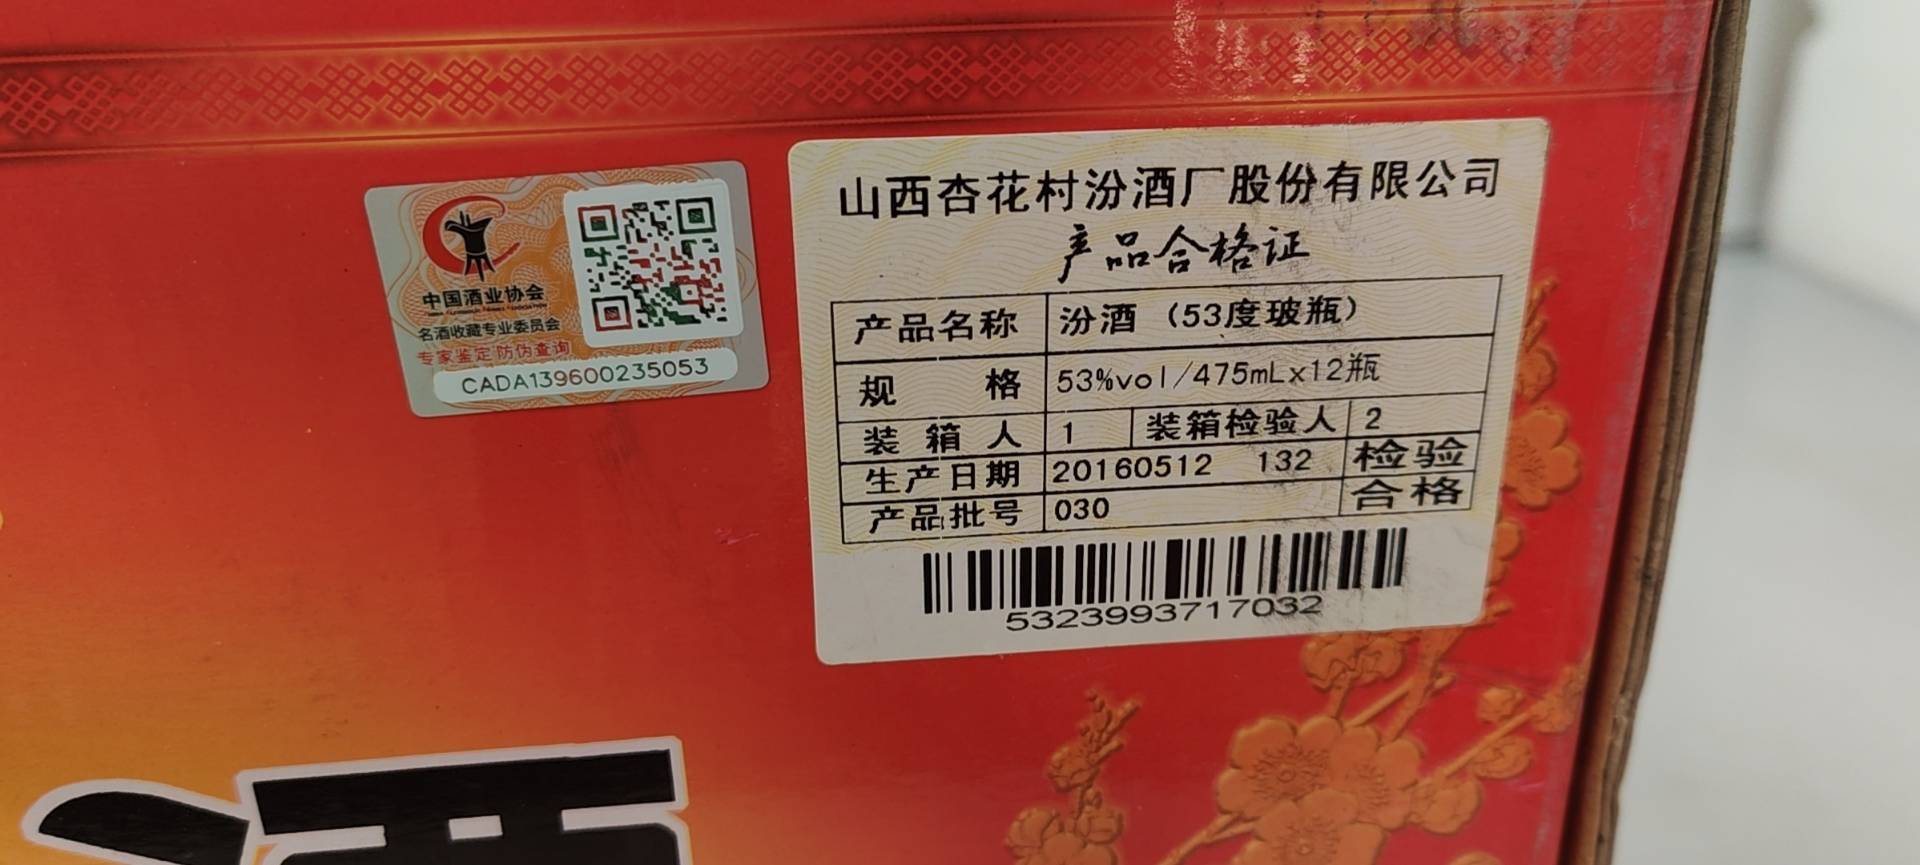 中国酒业协会
名酒收藏专业委员会
专家鉴定 防伪查询
CADA139600235053
山西杏花村汾酒厂股份有限公司
产品合格证
产品名称 汾酒（53度玻瓶）
规 格 53%vol/475mLx12瓶
装 箱 人 1 装箱检验人 2
生产日期 20160512 132 检验
产品批号 030 合格
5323993717032